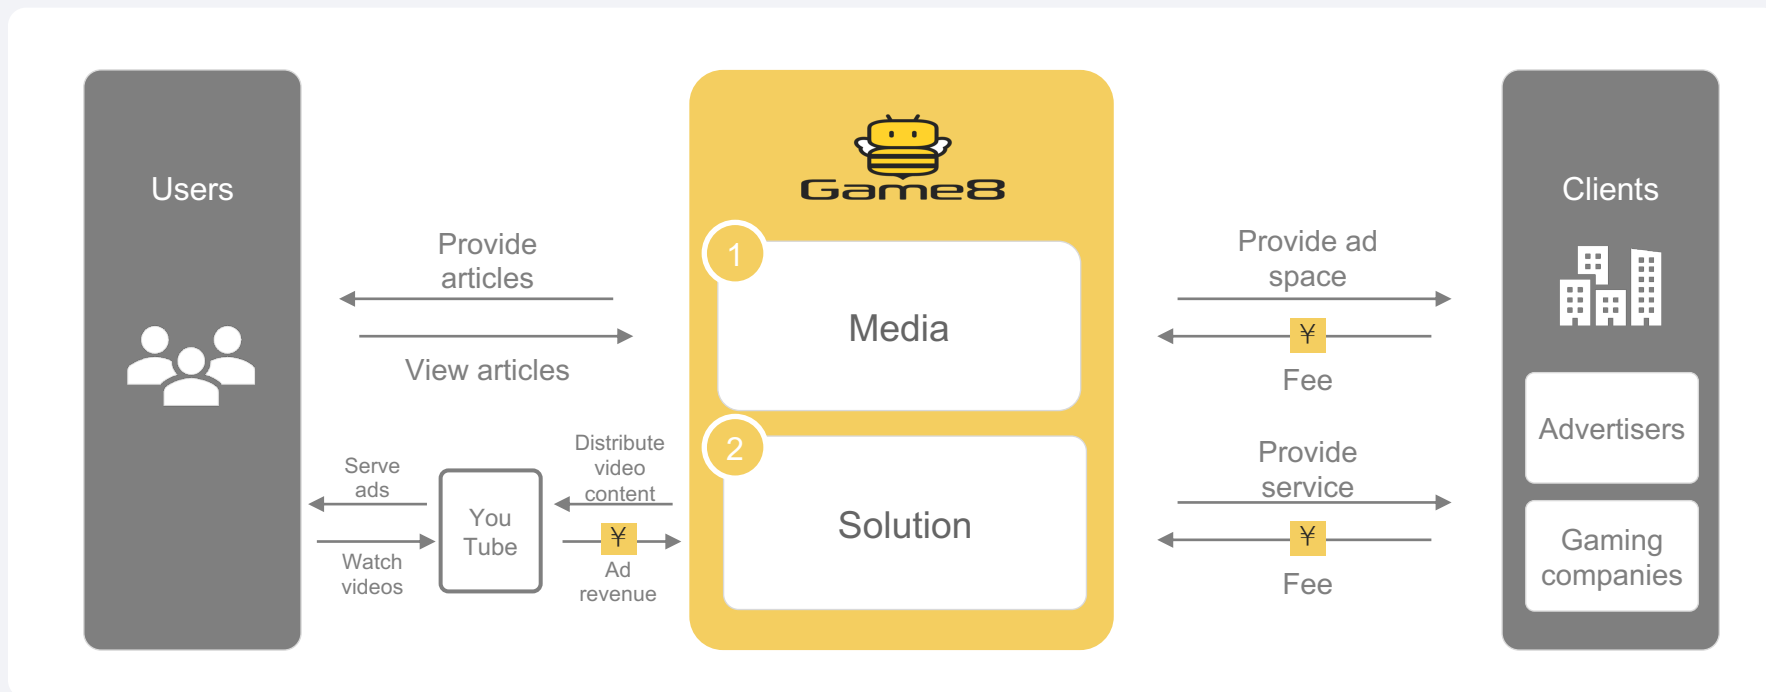 Users
Provide
articles
View articles
Serve
ads
Watch
videos
You
Tube
Distribute
video
content
¥
Ad
revenue
Game8
1
Media
2
Solution
Provide ad
space
¥
Fee
Provide
service
¥
Fee
Clients
Advertisers
Gaming
companies